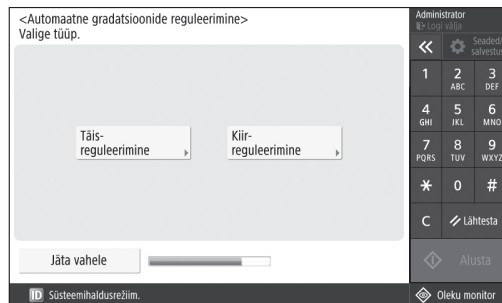 <Automaatne gradatsioonide reguleerimine>
Valige tüüp.
Täis-
reguleerimine
Kiir-
reguleerimine
Jäta vahele
ID Süsteemihaldusrežiim.
Administrator
Logi välja
Seaded/
salvestus
1 2 3
ABC DEF
4 5 6
GHI JKL MNO
7 8 9
PQRS TUV WXYZ
* 0 #
C Lähtesta
Alusta
Oleku monitor